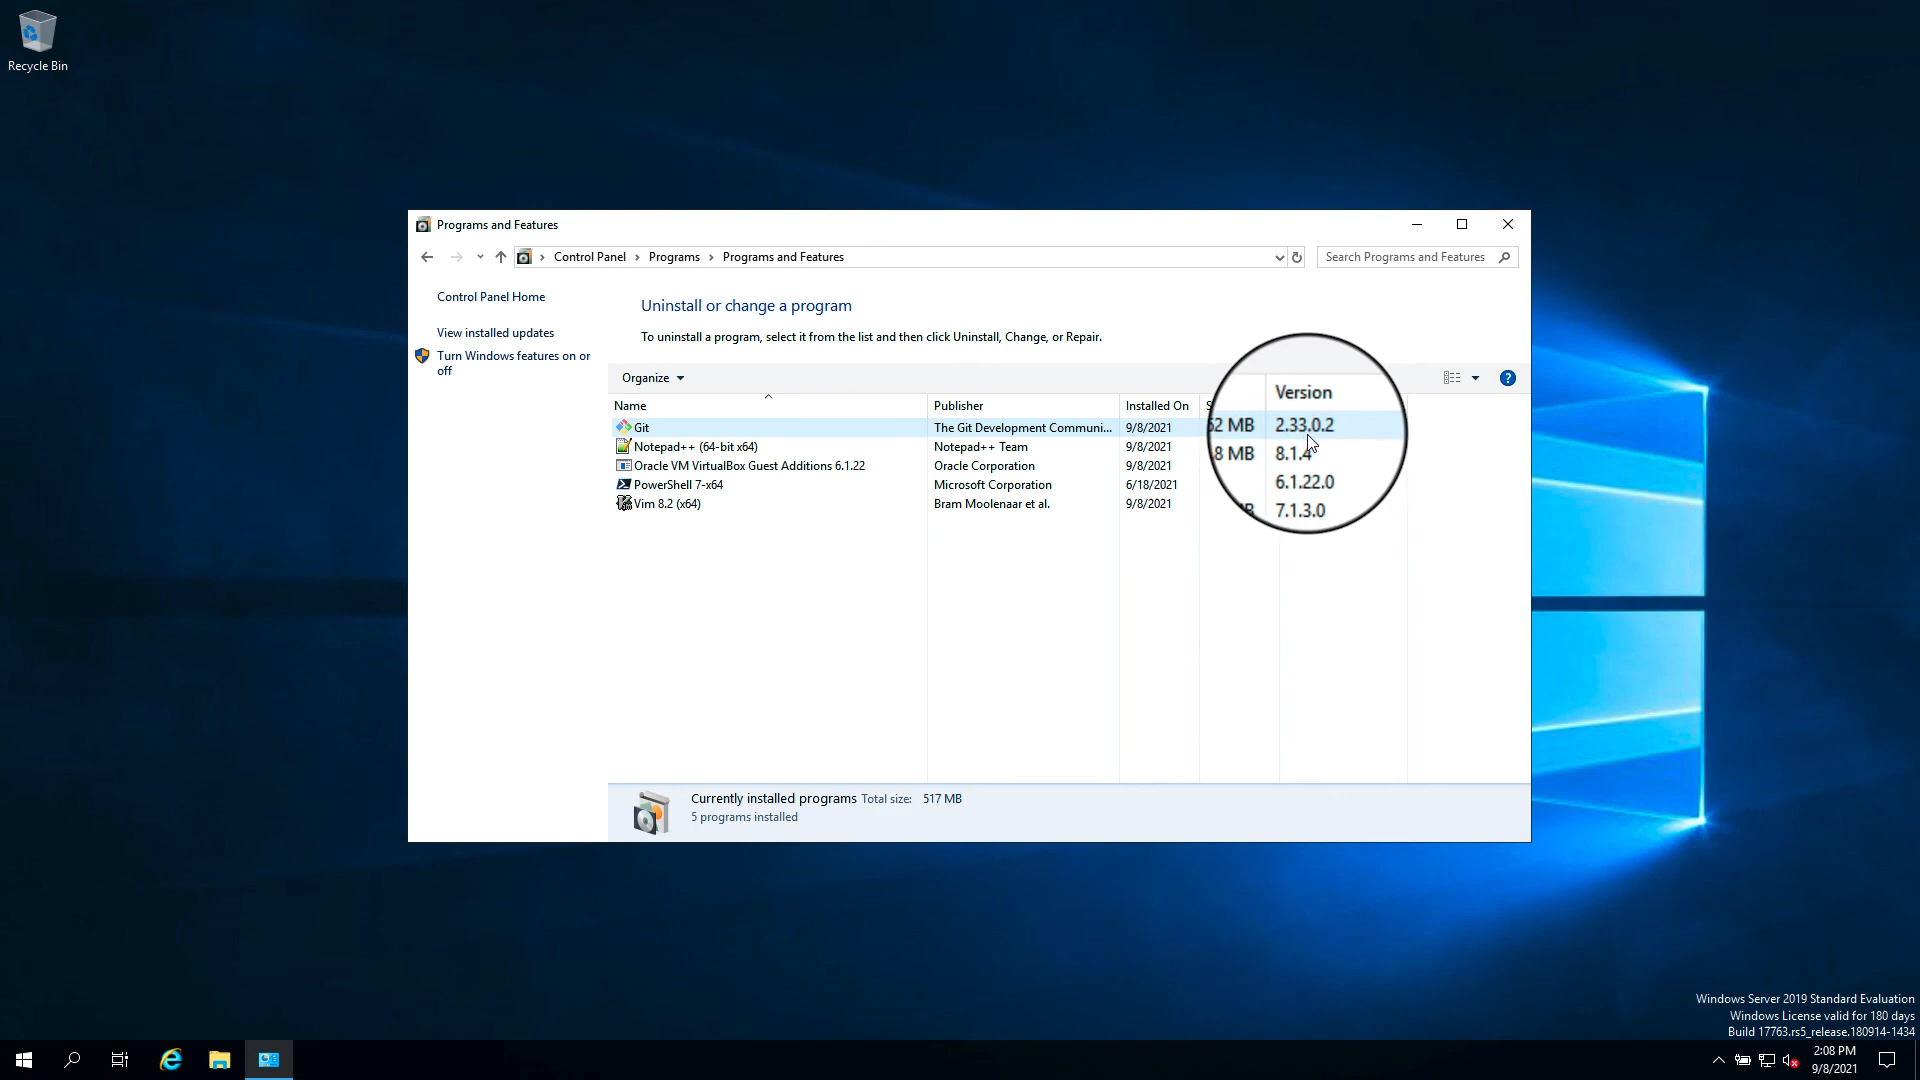 Recycle Bin
Programs and Features
Control Panel
Programs
Programs and Features
Search Programs and Features
Control Panel Home
View installed updates
Turn Windows features on or
off
Uninstall or change a program
To uninstall a program, select it from the list and then click Uninstall, Change, or Repair.
Organize
Name Publisher Installed On Version
Git The Git Development Communi... 9/8/2021 MB 2.33.0.2
Notepad++ (64-bit x64) Notepad++ Team 9/8/2021 MB 8.1.4
Oracle VM VirtualBox Guest Additions 6.1.22 Oracle Corporation 9/8/2021 6.1.22.0
PowerShell 7-x64 Microsoft Corporation 6/18/2021 7.1.3.0
Vim 8.2 (x64) Bram Moolenaar et al. 9/8/2021
Currently installed programs Total size: 517 MB
5 programs installed
Windows Server 2019 Standard Evaluation
Windows License valid for 180 days
Build 17763.rs5_release.180914-1434
2:08 PM
9/8/2021